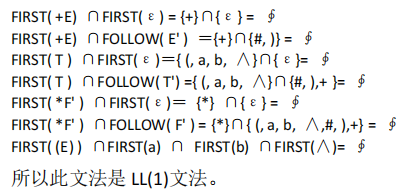 FIRST( +E) ∩FIRST( ε ) = {+}∩{ ε } = ∮
FIRST( +E) ∩FOLLOW( E' ) ={+}∩{#, )} = ∮
FIRST( T ) ∩FIRST( ε )={ (, a, b, ∧}∩{ ε }= ∮
FIRST( T ) ∩FOLLOW( T') ={ (, a, b, ∧}∩{#, ),+ }= ∮
FIRST( *F' ) ∩FIRST( ε )= {*} ∩{ ε } = ∮
FIRST( *F' ) ∩FOLLOW( F' ) = {*}∩{ (, a, b, ∧,#, ),+} = ∮
FIRST( (E) ) ∩FIRST(a) ∩ FIRST(b) ∩FIRST(∧)= ∮
所以此文法是 LL(1)文法。